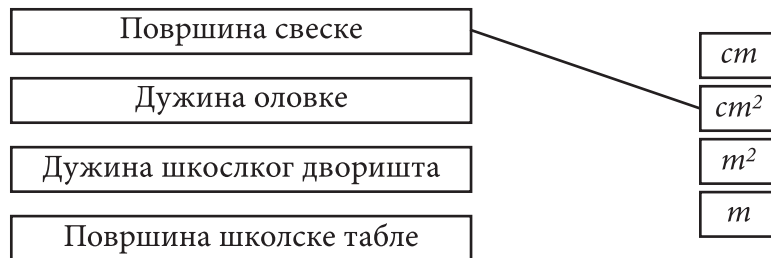 Површина свеске
Дужина оловке
Дужина шкослког дворишта
Површина школске табле
cm
cm²
m²
m